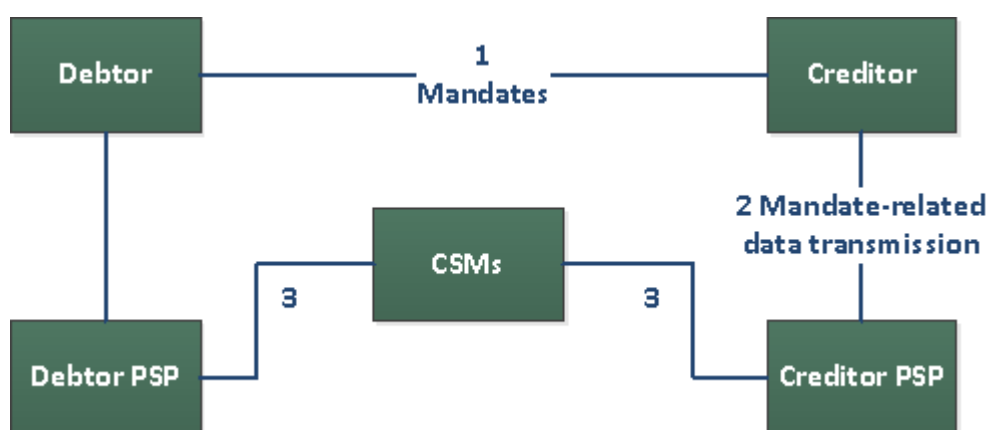 Debtor
1
Mandates
Creditor
2 Mandate-related
data transmission
CSMs
3
3
Debtor PSP
Creditor PSP